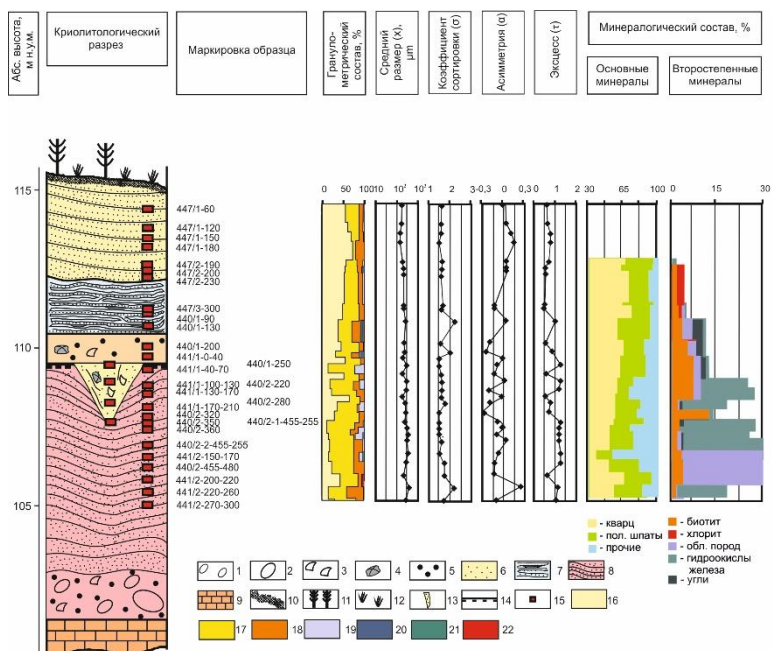 Абс. высота,
м н.у.м.
Криолитологический
разрез
Маркировка образца
Грануло-
метрический
состав, %
Средний
размер (x),
µm
Коэффициент
сортировки (σ)
Асимметрия (α)
Эксцесс (τ)
Минералогический состав, %
Основные
минералы
Второстепенные
минералы
0 50 100
1 2 3
-0,3 0 0,3
0 1 2
30 65 100
0 15 30
115
110
105
447/1-60
447/1-120
447/1-150
447/1-180
447/2-190
447/2-200
447/2-230
447/3-300
440/1-90
440/1-130
440/1-200
441/1-0-40
440/1-250
441/1-40-70
441/1-100-130
440/2-220
441/1-130-170
440/2-280
441/1-170-210
440/2-320
440/2-350
440/2-1-455-255
440/2-380
440/2-2-455-255
441/2-150-170
440/2-455-480
441/2-200-220
441/2-220-260
441/2-270-300
- кварц
- пол. шпаты
- прочие
- биотит
- хлорит
- обл. пород
- гидроокислы
железа
- угли
1 2 3 4 5 6 7 8
9 10 11 12 13 14 15 16
17 18 19 20 21 22